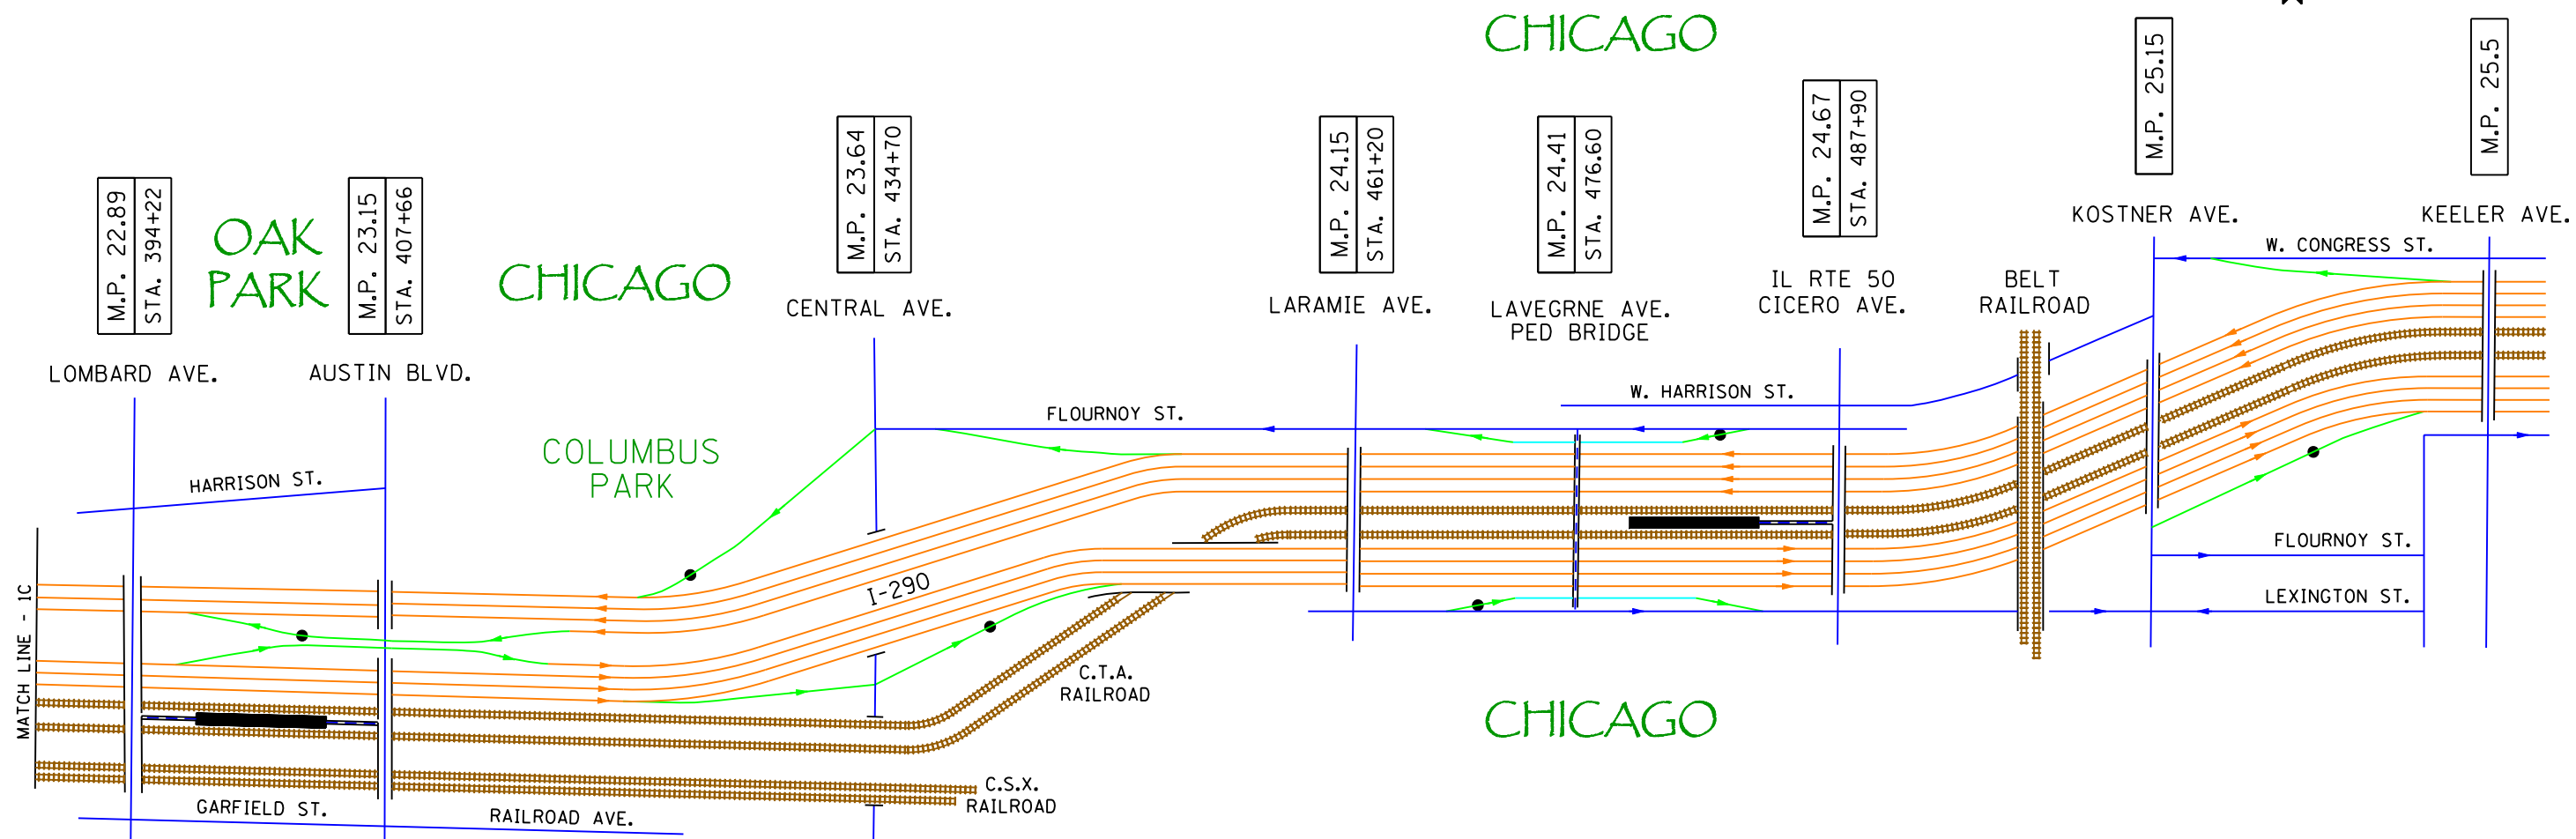 CHICAGO
M.P. 25.15
M.P. 25.5
M.P. 24.67
STA. 487+90
M.P. 23.64
STA. 434+70
M.P. 24.15
STA. 461+20
M.P. 24.41
STA. 476.60
M.P. 22.89
STA. 394+22
M.P. 23.15
STA. 407+66
OAK
PARK
CHICAGO
KOSTNER AVE.
KEELER AVE.
W. CONGRESS ST.
CENTRAL AVE.
LARAMIE AVE.
LAVEGRNE AVE.
PED BRIDGE
IL RTE 50
CICERO AVE.
BELT
RAILROAD
LOMBARD AVE.
AUSTIN BLVD.
FLOURNOY ST.
W. HARRISON ST.
COLUMBUS
PARK
HARRISON ST.
FLOURNOY ST.
I-290
LEXINGTON ST.
MATCH LINE - 1C
C.T.A.
RAILROAD
CHICAGO
C.S.X.
RAILROAD
GARFIELD ST.
RAILROAD AVE.